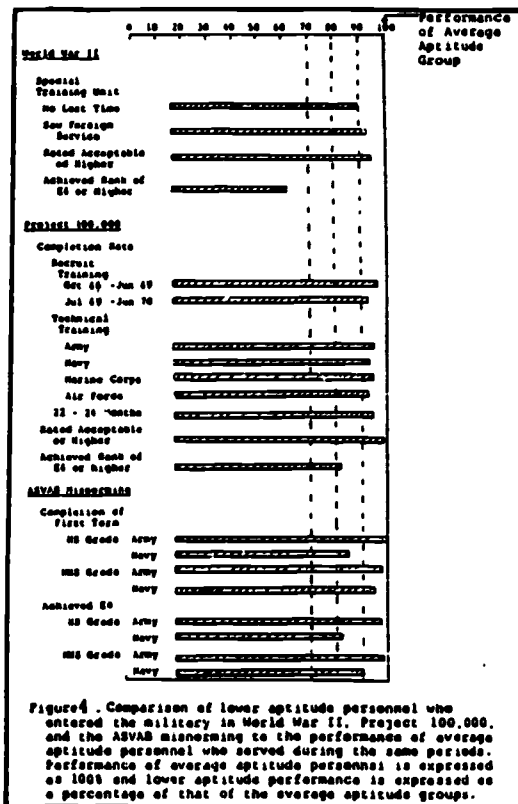 Performance
of Average
Aptitude
Group
0 20 30 40 50 60 70 80 90 100
World War II
Special
Training Unit
No Lost Time
Saw Foreign
Service
Rated Acceptable
or Higher
Achieved Rank of
E4 or Higher
Project 100,000
Completion Rate
Recruit
Training
Oct 66 - Jun 69
Jul 69 - Jun 70
Technical
Training
Army
Navy
Marine Corps
Air Force
22 - 24 Months
Rated Acceptable
or Higher
Achieved Rank of
E4 or higher
ASVAB Misnorming
Completion of
First Term
HS Grads Army
Navy
NHS Grads Army
Navy
Achieved E4
HS Grads Army
Navy
NHS Grads Army
Navy
Figure 4. Comparison of lower aptitude personnel who
entered the military in World War II, Project 100,000,
and the ASVAB misnorming to the performance of average
aptitude personnel who served during the same periods.
Performance of average aptitude personnel is expressed
as 100% and lower aptitude performance is expressed as
a percentage of that of the average aptitude groups.